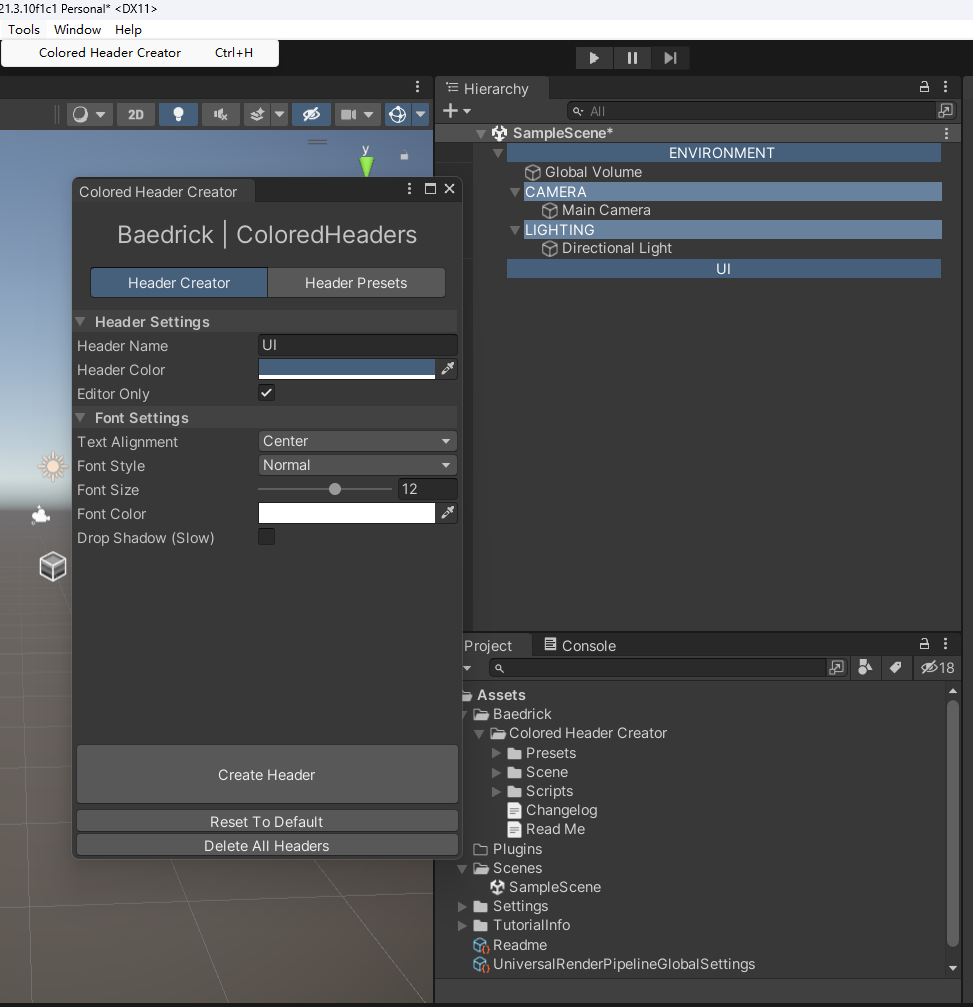 21.3.10f1c1 Personal* <DX11>
Tools Window Help
Colored Header Creator Ctrl+H
2D
y
Hierarchy
All
SampleScene*
ENVIRONMENT
Global Volume
CAMERA
Main Camera
LIGHTING
Directional Light
UI
Colored Header Creator
Baedrick | ColoredHeaders
Header Creator Header Presets
Header Settings
Header Name UI
Header Color
Editor Only
Font Settings
Text Alignment Center
Font Style Normal
Font Size 12
Font Color
Drop Shadow (Slow)
Create Header
Reset To Default
Delete All Headers
Project Console
18
Assets
Baedrick
Colored Header Creator
Presets
Scene
Scripts
Changelog
Read Me
Plugins
Scenes
SampleScene
Settings
TutorialInfo
Readme
UniversalRenderPipelineGlobalSettings